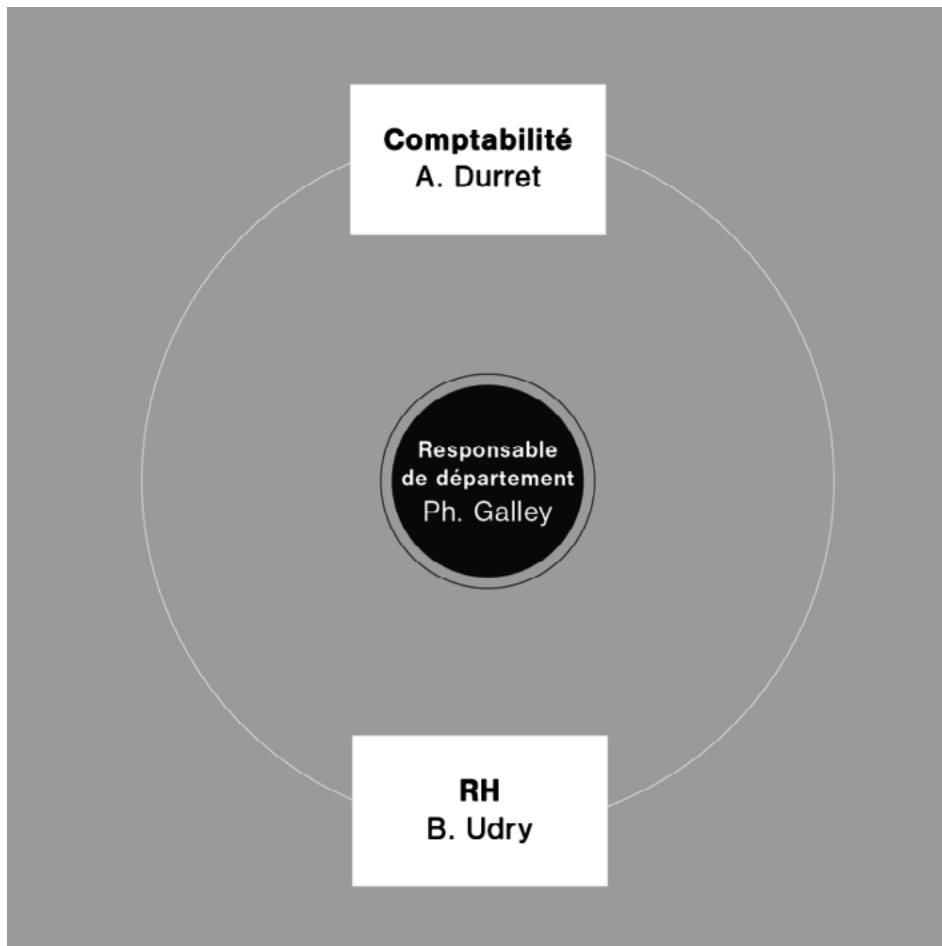 Comptabilité
A. Durret
Responsable
de département
Ph. Galley
RH
B. Udry